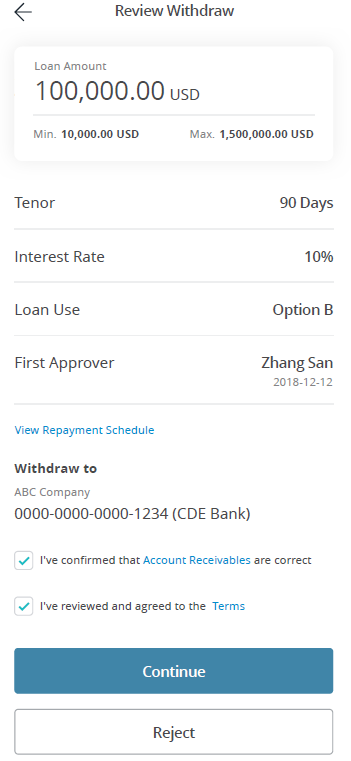 Review Withdraw
Loan Amount
100,000.00 USD
Min. 10,000.00 USD Max. 1,500,000.00 USD
Tenor 90 Days
Interest Rate 10%
Loan Use Option B
First Approver Zhang San
2018-12-12
View Repayment Schedule
Withdraw to
ABC Company
0000-0000-0000-1234 (CDE Bank)
I've confirmed that Account Receivables are correct
I've reviewed and agreed to the Terms
Continue
Reject